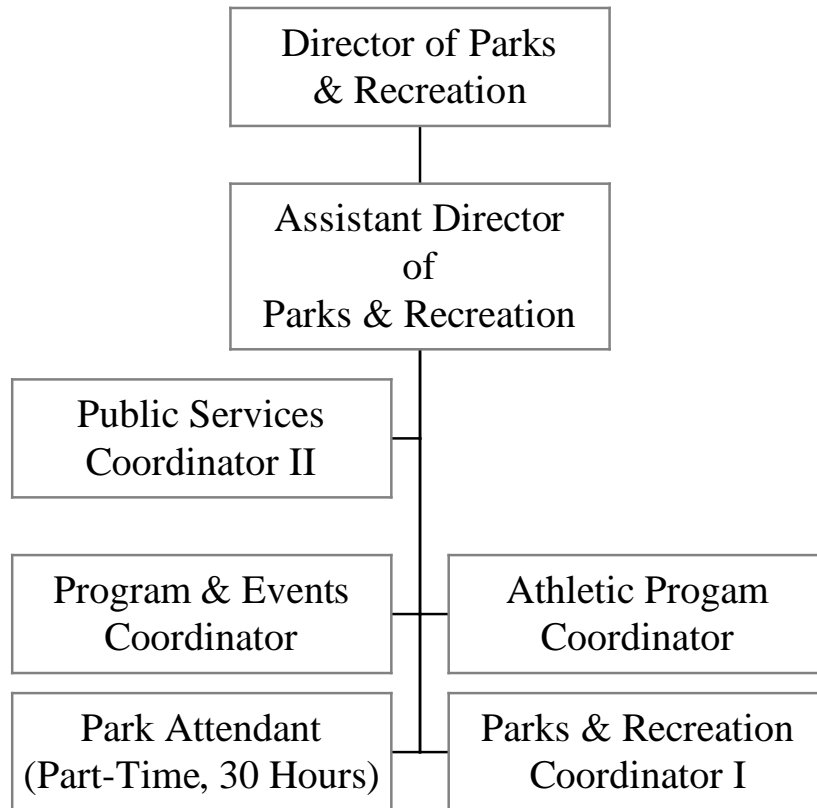 Director of Parks
& Recreation
Assistant Director
of
Parks & Recreation
Public Services
Coordinator II
Program & Events
Coordinator
Athletic Progam
Coordinator
Park Attendant
(Part-Time, 30 Hours)
Parks & Recreation
Coordinator I